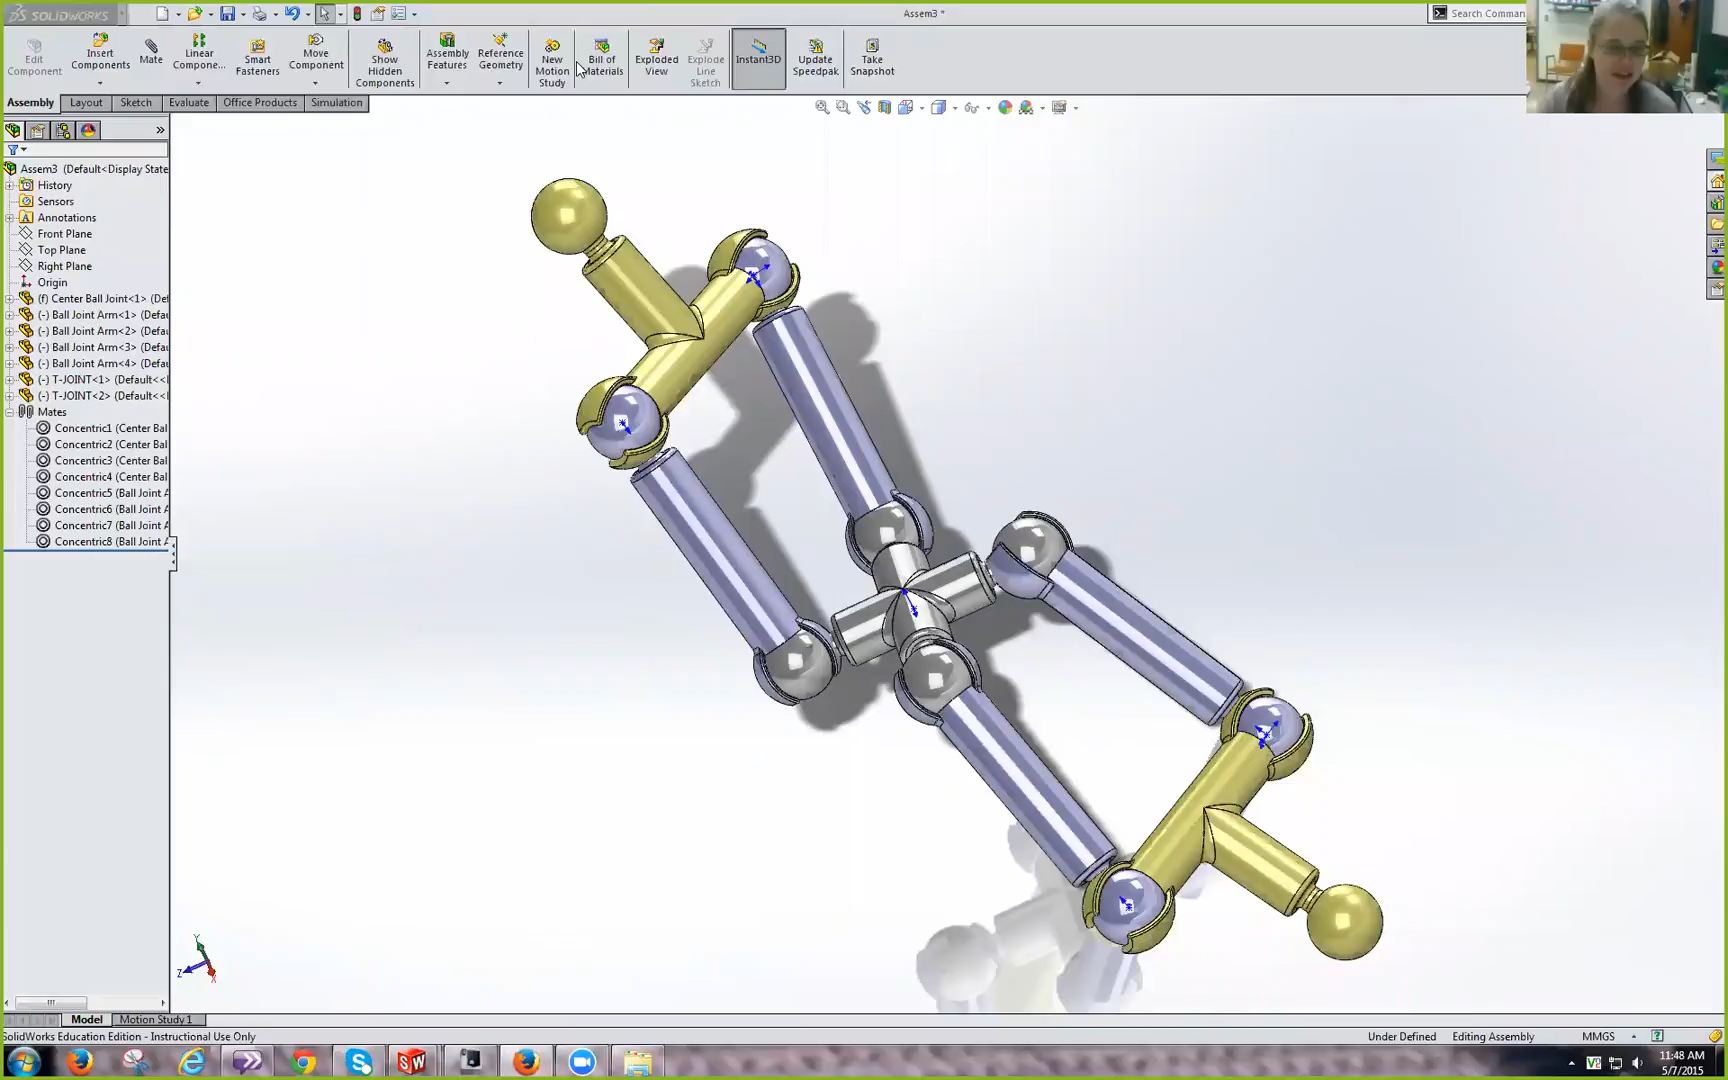 SOLIDWORKS
Assem3 *
Search Comman
Edit Component
Insert Components
Mate
Linear Compone...
Smart Fasteners
Move Component
Show Hidden Components
Assembly Features
Reference Geometry
New Motion Study
Bill of Materials
Exploded View
Explode Line Sketch
Instant3D
Update Speedpak
Take Snapshot
Assembly Layout Sketch Evaluate Office Products Simulation
Assem3 (Default<Display State
History
Sensors
Annotations
Front Plane
Top Plane
Right Plane
Origin
(f) Center Ball Joint<1> (Def
(-) Ball Joint Arm<1> (Defau
(-) Ball Joint Arm<2> (Defau
(-) Ball Joint Arm<3> (Defau
(-) Ball Joint Arm<4> (Defau
(-) T-JOINT<1> (Default<<
(-) T-JOINT<2> (Default<<
Mates
Concentric1 (Center Bal
Concentric2 (Center Bal
Concentric3 (Center Bal
Concentric4 (Center Bal
Concentric5 (Ball Joint A
Concentric6 (Ball Joint A
Concentric7 (Ball Joint A
Concentric8 (Ball Joint A
Y
Z
X
Model Motion Study 1
SolidWorks Education Edition - Instructional Use Only
Under Defined Editing Assembly MMGS
11:48 AM
5/7/2015